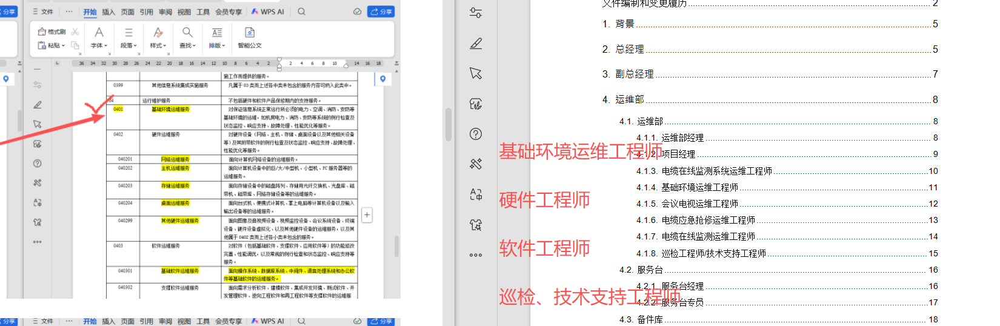 分享
文件 ··· 开始 插入 页面 引用 审阅 视图 工具 会员专享 WPS AI 分享
格式刷
粘贴 字体 段落 样式 查找 排版 智能公文
36 34 32 30 28 26 24 22 20 18 16 14 12 10 8 6 4 2 2 4 6 8 10 14 16 18
施工作而提供的服务。
0399 其他信息系统集成实施服务 凡属于 03 类而上述各中类未包含的服务内容可纳入此类中。
04 运行维护服务 不包括硬件和软件产品保修期内的支持服务。
0401 基础环境运维服务 对保证信息系统正常运行所必须的电力、空调、消防、安防等
基础环境的运维，如机房电力、消防、安防等系统的例行检查及
状态监控、响应支持、故障处理、性能优化等服务。
0402 硬件运维服务 对硬件设备（网络、主机、存储、桌面设备以及其他相关设备
等）及其附带软件的例行检查及状态监控、响应支持、故障处理、
性能优化等服务。
040201 网络运维服务 面向计算机网络设备的运维服务。
040202 主机运维服务 面向计算机设备中的巨/大/中型机、小型机、PC 服务器等的
运维服务。
040203 存储运维服务 面向存储设备中的磁盘阵列、存储用光纤交换机、光盘库、磁
带机、磁带库、网络存储设备等的运维服务。
040204 桌面运维服务 面向台式机、便携式计算机、掌上电脑等计算机设备以及输入
输出设备等的运维服务。
040299 其他硬件运维服务 面向图像及音视频设备、视频监控设备、会议系统设备、终端
设备、硬件设备虚拟化、以及其他硬件设备的运维服务，以及其
他属于 0402 类而上述各小类未包含的服务。
0403 软件运维服务 对软件（包括基础软件、支撑软件、应用软件等）的功能修改
完善、性能调优，以及常规的例行检查和状态监控、响应支持等
服务。
040301 基础软件运维服务 面向操作系统、数据库系统、中间件、语言处理系统和办公软
件等基础软件的运维服务。
040302 支撑软件运维服务 面向需求分析软件、建模软件、集成开发环境、测试软件、开
发管理软件、逆向工程软件和再工程软件等支撑软件的运维服
分享
文件 ··· 开始 插入 页面 引用 审阅 视图 工具 会员专享 WPS AI 分享
文件编制和变更履历 2
1. 背景 5
2. 总经理 5
3. 副总经理 7
4. 运维部 8
4.1. 运维部 8
4.1.1. 运维部经理 8
基础环境运维工程师
4.1.2. 项目经理 9
4.1.3. 电缆在线监测系统运维工程师 10
4.1.4. 基础环境运维工程师 11
硬件工程师
4.1.5. 会议电视运维工程师 12
4.1.6. 电缆应急抢修运维工程师 13
4.1.7. 电缆在线监测运维工程师 14
软件工程师
4.1.8. 巡检工程师/技术支持工程师 15
4.2. 服务台 16
4.2.1. 服务台经理 16
巡检、技术支持工程师
4.2.2. 服务台专员 17
4.3. 备件库 18